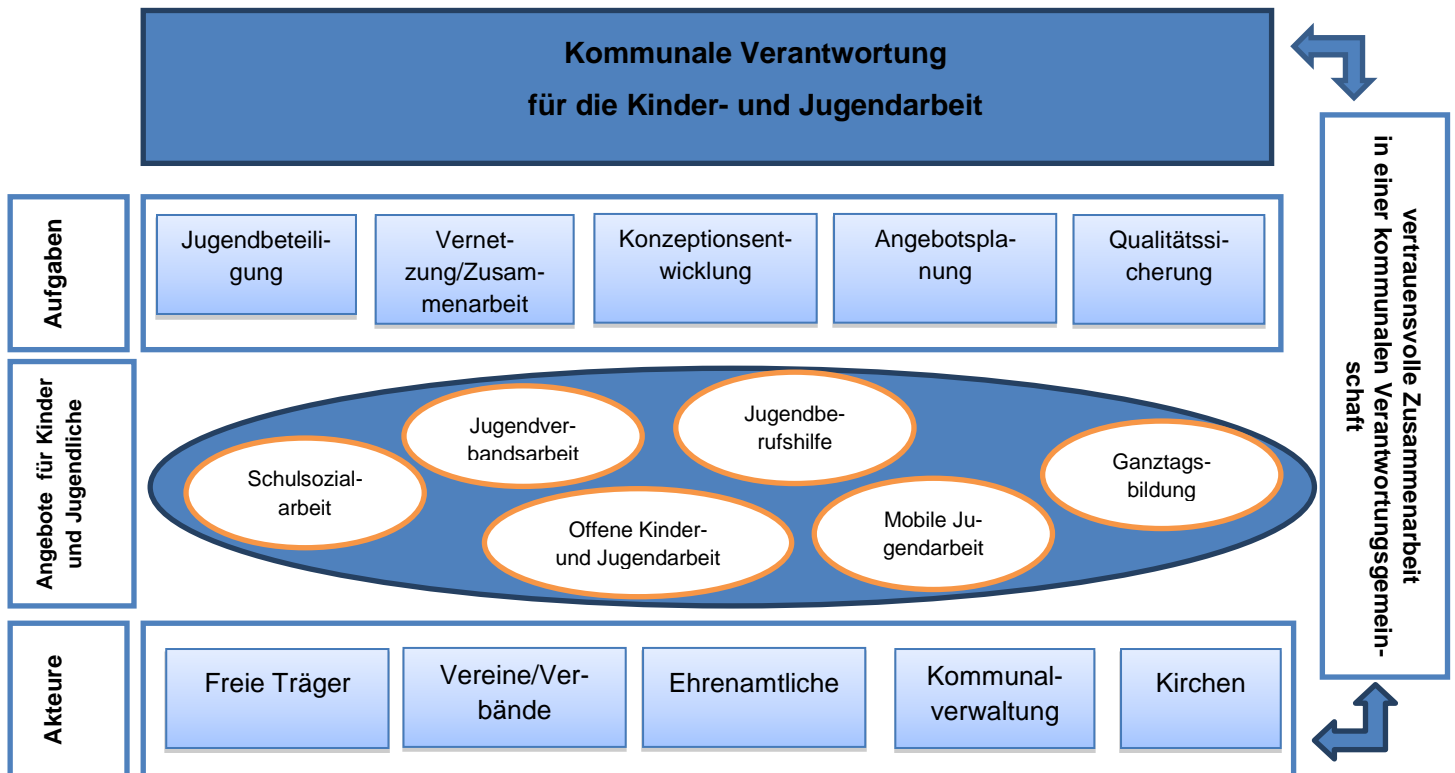 Kommunale Verantwortung
für die Kinder- und Jugendarbeit
vertrauensvolle Zusammenarbeit
in einer kommunalen Verantwortungsgemein-
schaft
Aufgaben
Jugendbeteili-
gung
Vernet-
zung/Zusam-
menarbeit
Konzeptionsent-
wicklung
Angebotspla-
nung
Qualitätssi-
cherung
Angebote für Kinder
und Jugendliche
Schulsozial-
arbeit
Jugendver-
bandsarbeit
Offene Kinder-
und Jugendarbeit
Jugendbe-
rufshilfe
Mobile Ju-
gendarbeit
Ganztags-
bildung
Akteure
Freie Träger
Vereine/Ver-
bände
Ehrenamtliche
Kommunal-
verwaltung
Kirchen